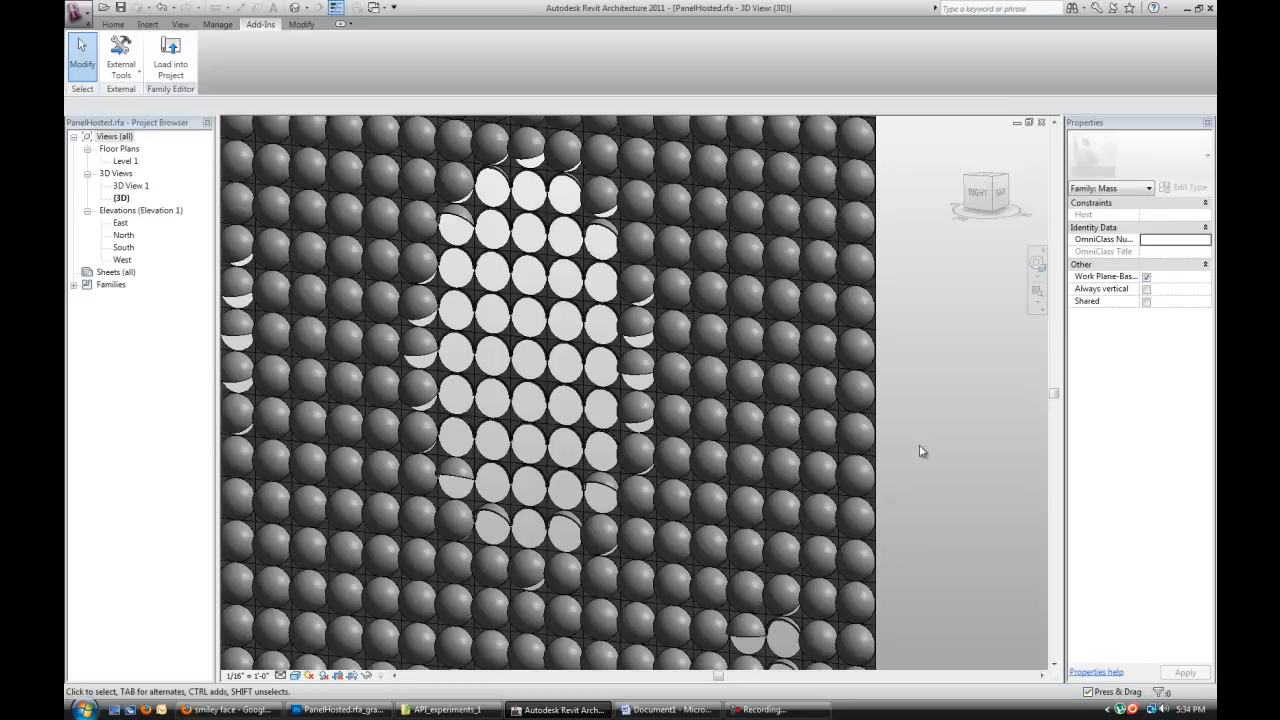 Autodesk Revit Architecture 2011 - [PanelHosted.rfa - 3D View: {3D}]
Type a keyword or phrase
Home Insert View Manage Add-Ins Modify
Modify
External Tools
Load into Project
Select External Family Editor
PanelHosted.rfa - Project Browser
Views (all)
Floor Plans
Level 1
3D Views
3D View 1
{3D}
Elevations (Elevation 1)
East
North
South
West
Sheets (all)
Families
RIGHT
Properties
Family: Mass
Edit Type
Constraints
Host
Identity Data
OmniClass Nu...
OmniClass Title
Other
Work Plane-Bas...
Always vertical
Shared
Properties help
Apply
1/16" = 1'-0"
Click to select, TAB for alternates, CTRL adds, SHIFT unselects.
Press & Drag
:0
smiley face - Googl...
PanelHosted.rfa_gra...
API_experiments_1
Autodesk Revit Arch...
Document1 - Micro...
Recording...
5:34 PM